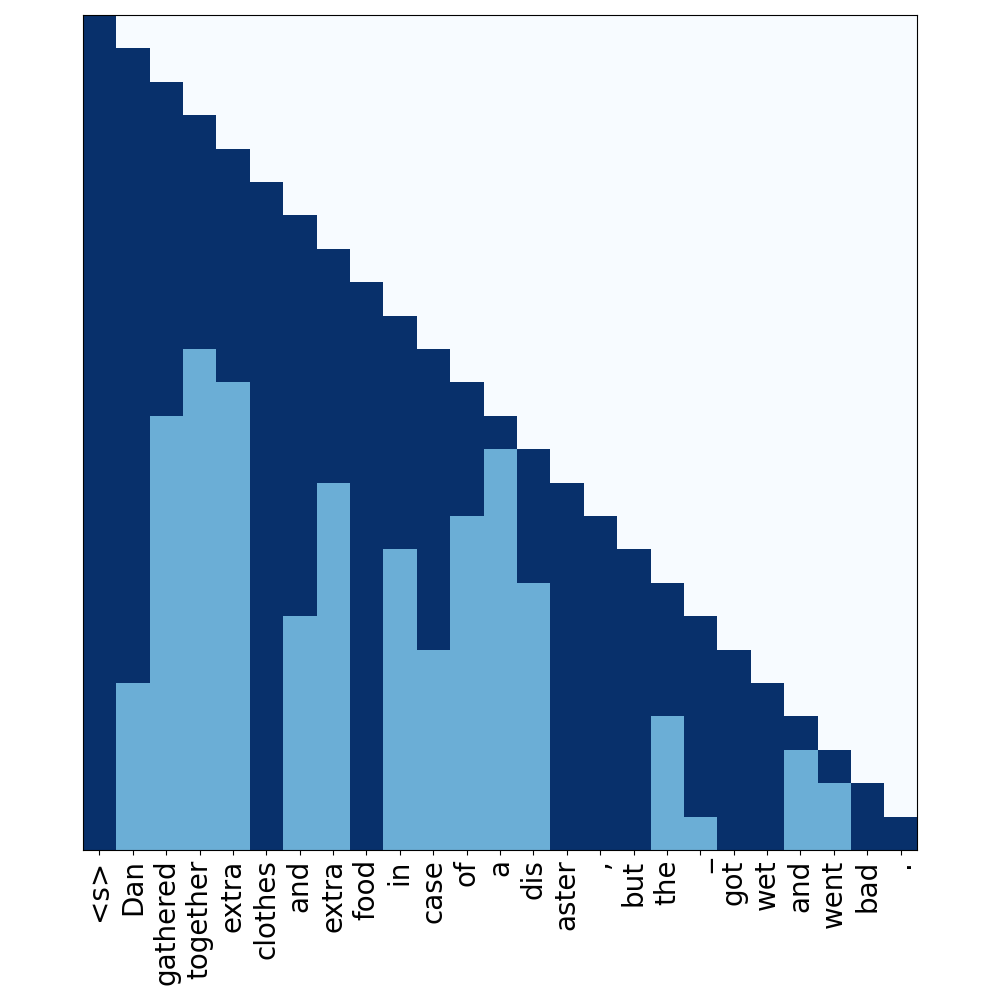 <s> Dan gathered together extra clothes and extra food in case of a dis aster , but the _ got wet and went bad .